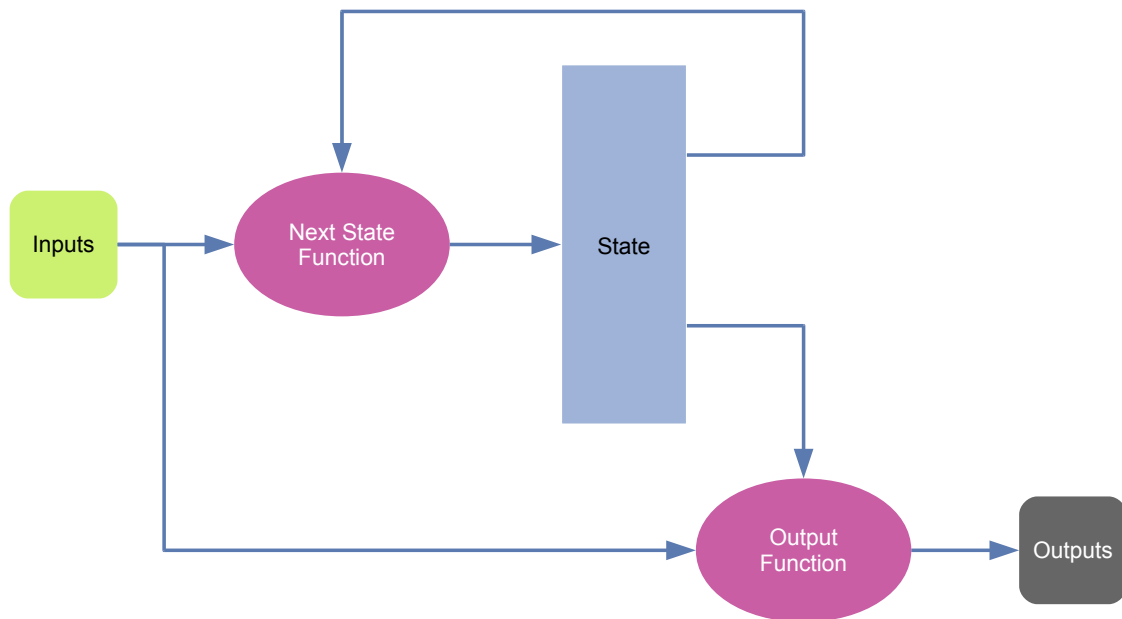 Inputs
Next State
Function
State
Output
Function
Outputs